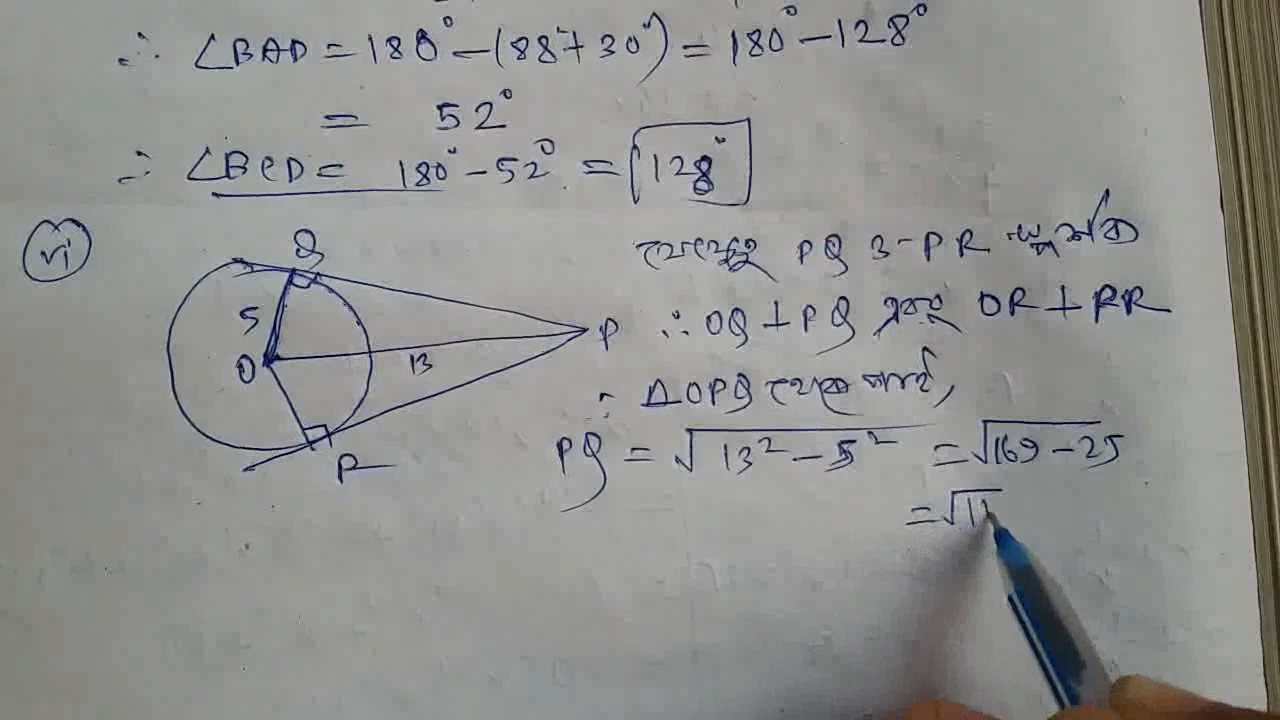 ∴ ∠BAD = 180° - (88°+30°) = 180° - 128°
= 52°
∴ ∠BCD = 180° - 52° = 128°
vi
Q
5
O
13
P
R
যেহেতু PQ ও PR স্পর্শক
∴ OQ ⊥ PQ এবং OR ⊥ PR
∴ ΔOPQ থেকে পাই,
PQ = √13² - 5² = √169 - 25
= √1